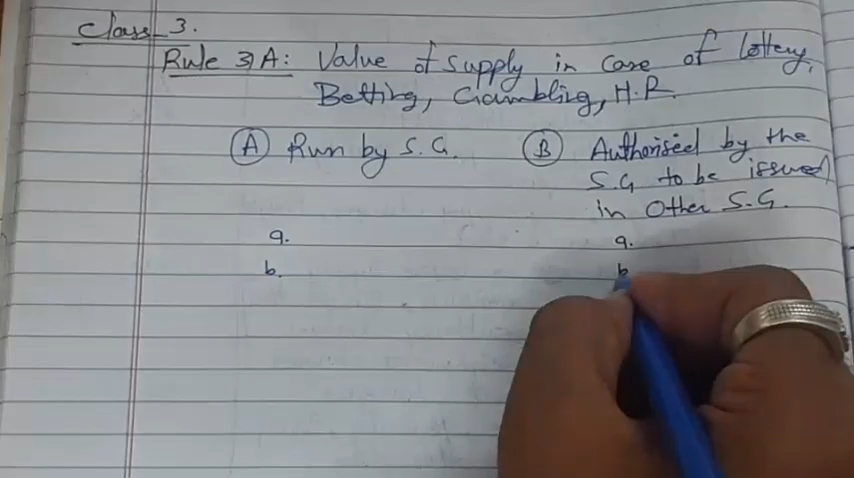 Class 3.
Rule 31A: Value of supply in case of lottery,
Betting, Gambling, H.R.
A Run by S.G.
B Authorised by the
S.G to be issued
in Other S.G.
a.
b.
a.
b